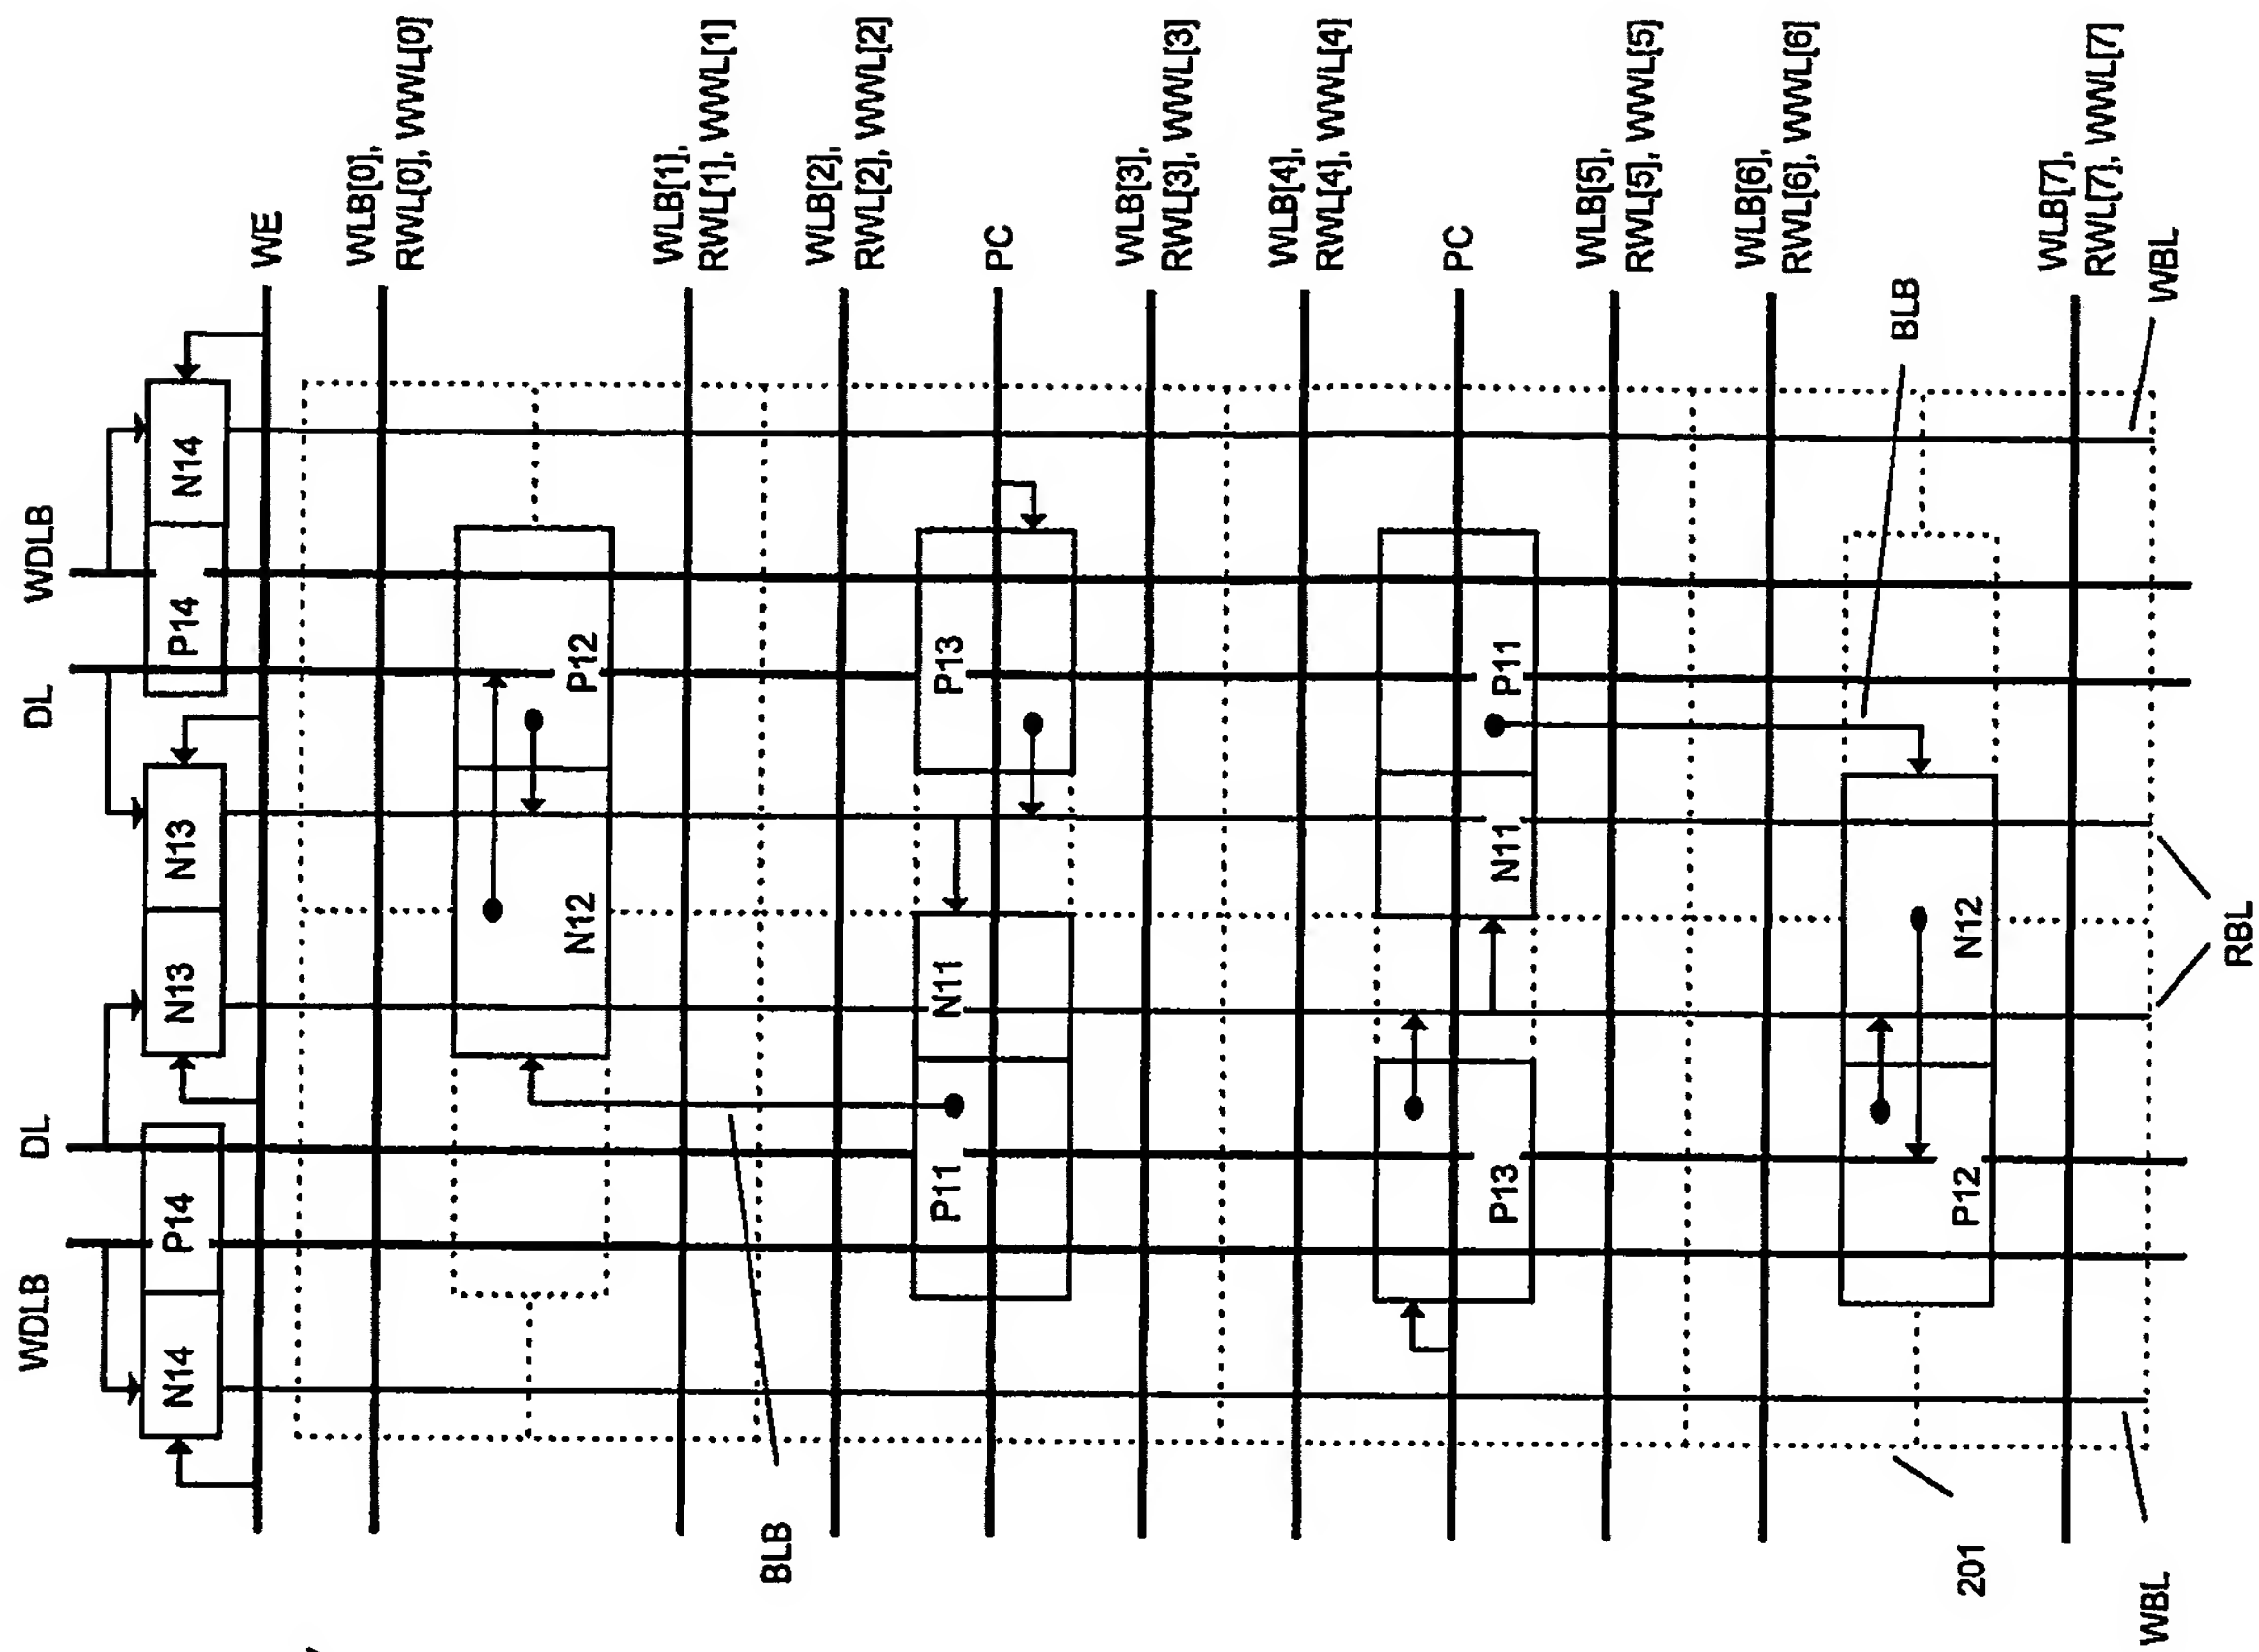 WDLB
DL
DL
WDLB
N14
P14
N13
N13
P14
N14
WE
WLB[0],
RWL[0], WWL[0]
P12
N12
WLB[1],
RWL[1], WWL[1]
BLB
WLB[2],
RWL[2], WWL[2]
P11
N11
P13
PC
WLB[3],
RWL[3], WWL[3]
WLB[4],
RWL[4], WWL[4]
P13
N11
P11
PC
WLB[5],
RWL[5], WWL[5]
WLB[6],
RWL[6], WWL[6]
BLB
P12
N12
201
WLB[7],
RWL[7], WWL[7]
WBL
WBL
RBL